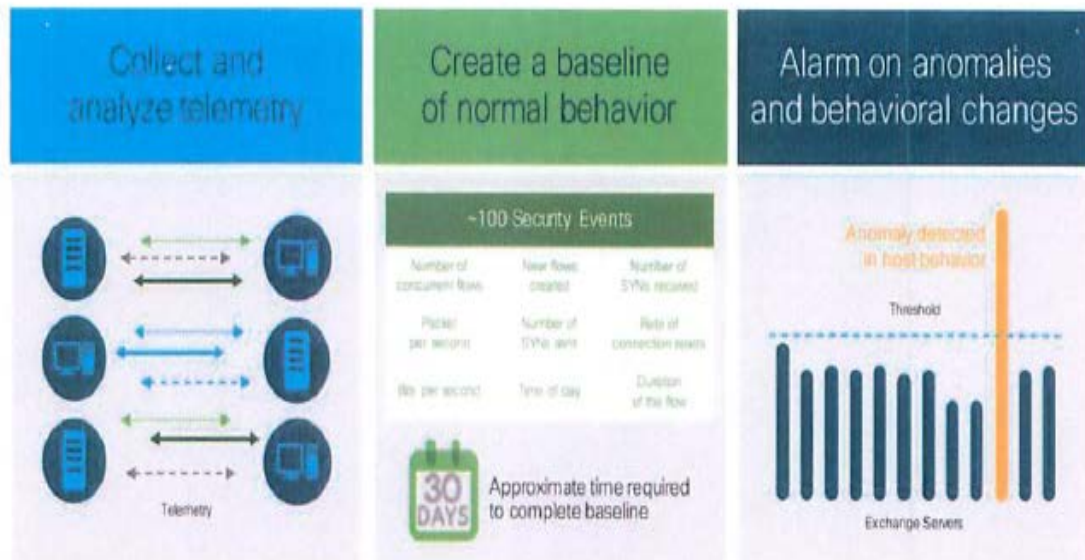 Collect and
analyze telemetry
Telemetry
Create a baseline
of normal behavior
~100 Security Events
Number of
concurrent flows
New flows
created
Number of
SYNs received
Packet
per second
Number of
SYNs sent
Rate of
connection resets
Bits per second
Time of day
Duration
of the flow
30
DAYS
Approximate time required
to complete baseline
Alarm on anomalies
and behavioral changes
Anomaly detected
in host behavior
Threshold
Exchange Servers